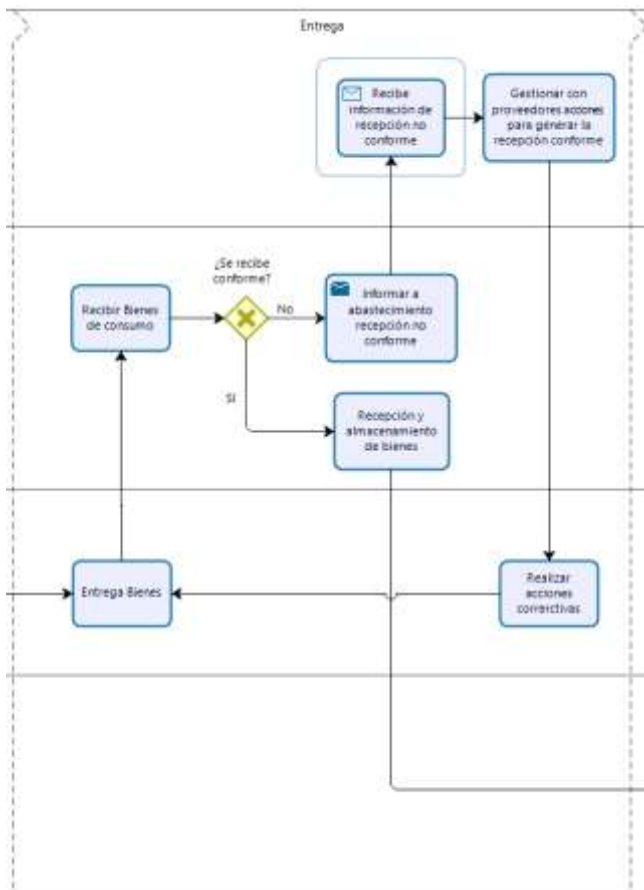 Entrega
Recibe
información de
recepción no
conforme
Gestionar con
proveedores acciones
para generar la
recepción conforme
¿Se recibe
conforme?
Recibir Bienes
de consumo
No
Informar a
abastecimiento
recepción no
conforme
Si
Recepción y
almacenamiento
de bienes
Entrega Bienes
Realizar
acciones
correictivas